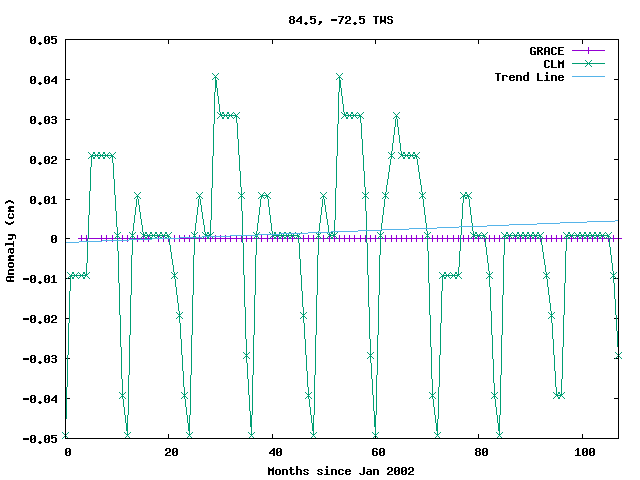 84.5, -72.5 TWS
GRACE
CLM
Trend Line
Anomaly (cm)
0.05
0.04
0.03
0.02
0.01
0
-0.01
-0.02
-0.03
-0.04
-0.05
0 20 40 60 80 100
Months since Jan 2002